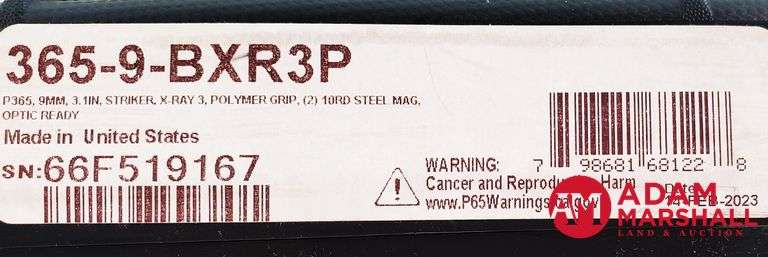 365-9-BXR3P
P365, 9MM, 3.1IN, STRIKER, X-RAY 3, POLYMER GRIP, (2) 10RD STEEL MAG,
OPTIC READY
Made in United States
SN:66F519167
WARNING:
Cancer and Reproductive Harm
www.P65Warnings.ca.gov
7 98681 68122 8
Date:
14-FEB-2023
AM
ADAM
MARSHALL
LAND & AUCTION